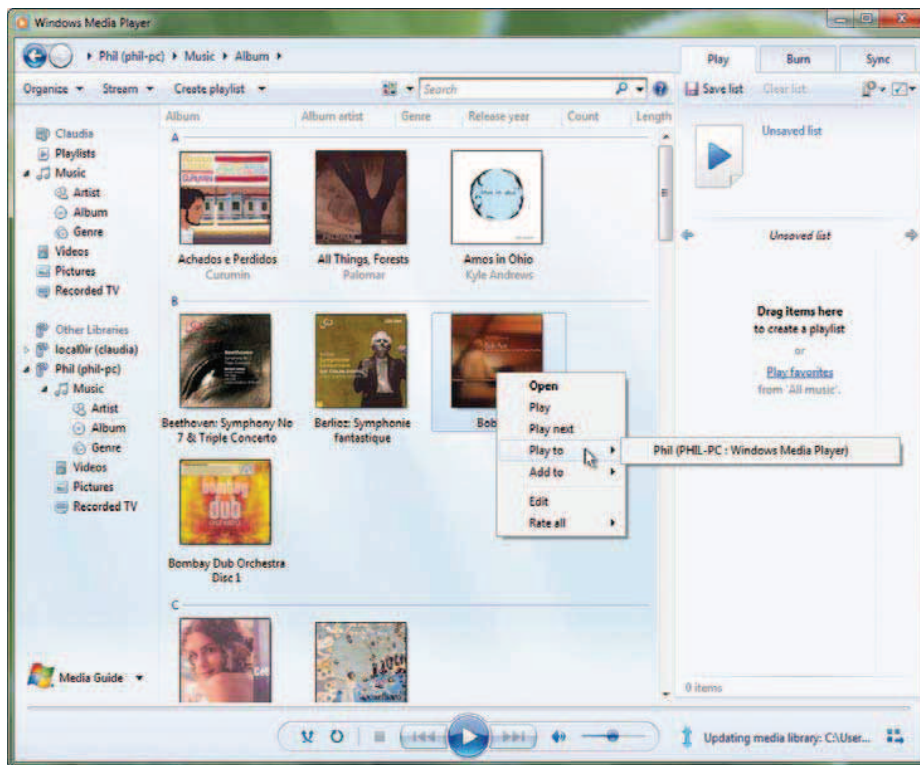 Windows Media Player
Phil (phil-pc) Music Album
Play Burn Sync
Organize Stream Create playlist Search
Save list Clear list
Album Album artist Genre Release year Count Length
Claudia
Playlists
Music
Artist
Album
Genre
Videos
Pictures
Recorded TV
Other Libraries
local0ir (claudia)
Phil (phil-pc)
Music
Artist
Album
Genre
Videos
Pictures
Recorded TV
Media Guide
A
Achados e Perdidos
Curumin
All Things, Forests
Palomar
Amos in Ohio
Kyle Andrews
B
Beethoven: Symphony No
7 & Triple Concerto
Berlioz: Symphonie
fantastique
Bob
Bombay Dub Orchestra
Disc 1
C
Open
Play
Play next
Play to
Add to
Edit
Rate all
Phil (PHIL-PC : Windows Media Player)
Unsaved list
Unsaved list
Drag items here
to create a playlist
or
Play favorites
from 'All music'.
0 items
Updating media library: C:\User...